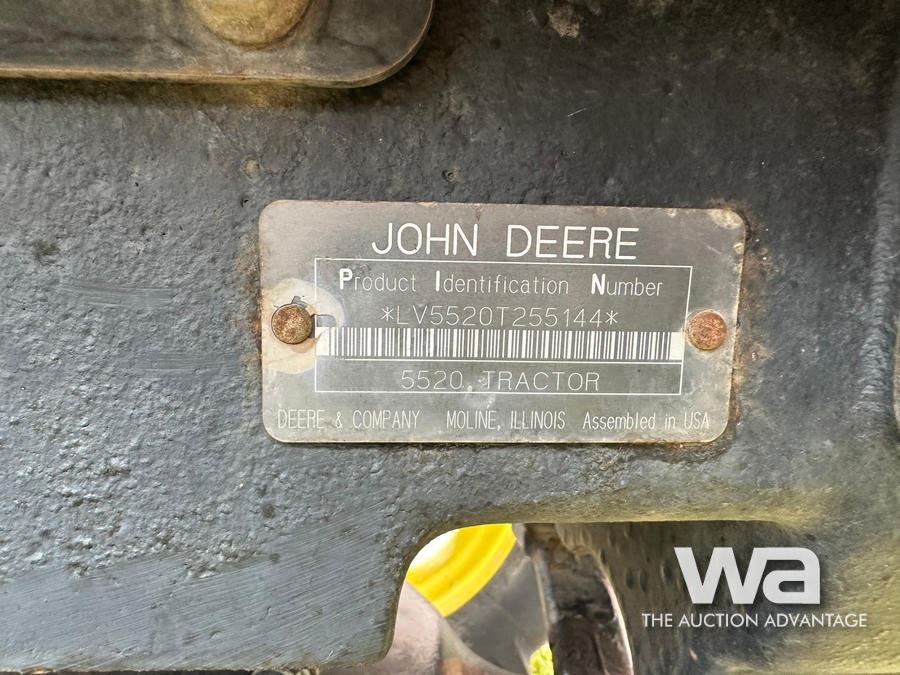 JOHN DEERE
Product Identification Number
*LV5520T255144*
5520 TRACTOR
DEERE & COMPANY MOLINE, ILLINOIS Assembled in USA
wa
THE AUCTION ADVANTAGE